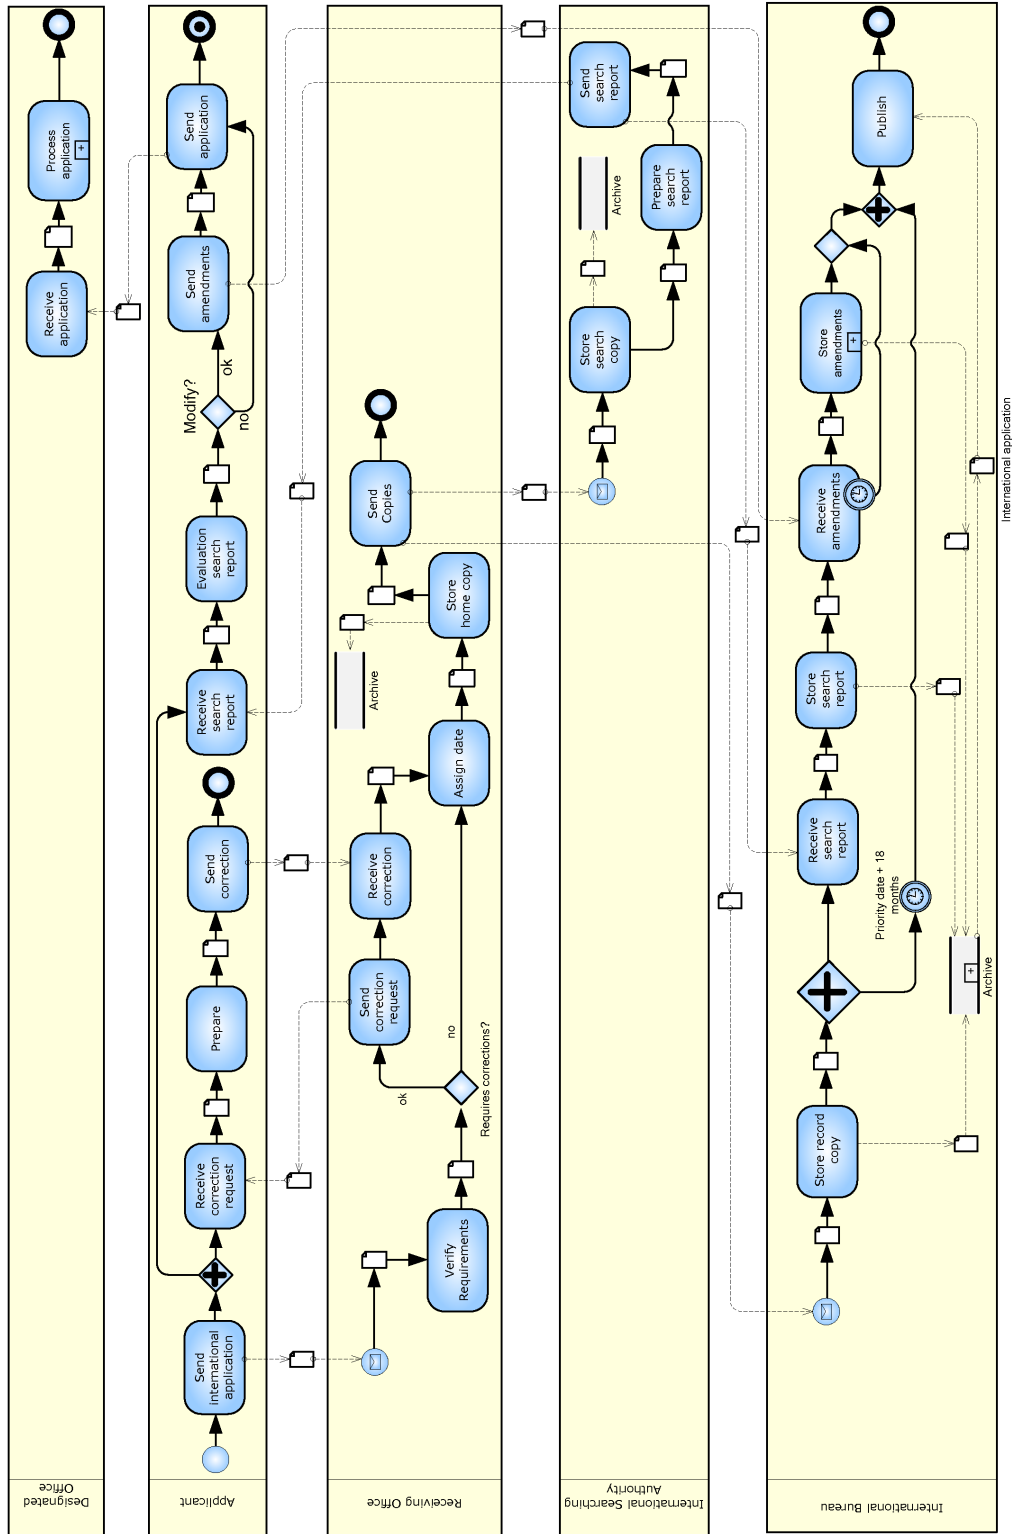 Designated
Office
Receive
application
Process
application
+
Applicant
Send
international
application
Receive
correction
request
Prepare
Send
correction
Receive
search
report
Evaluation
search
report
Modify?
ok
no
Send
amendments
Send
application
Receiving Office
Verify
Requirements
Requires corrections?
ok
no
Send
correction
request
Receive
correction
Assign date
Store
home copy
Archive
Send
Copies
International Searching
Authority
Store
search
copy
Archive
Prepare
search
report
Send
search
report
International Bureau
Store record
copy
Priority date + 18
months
Archive
+
Receive
search
report
Store
search
report
Receive
amendments
Store
amendments
+
Publish
International application